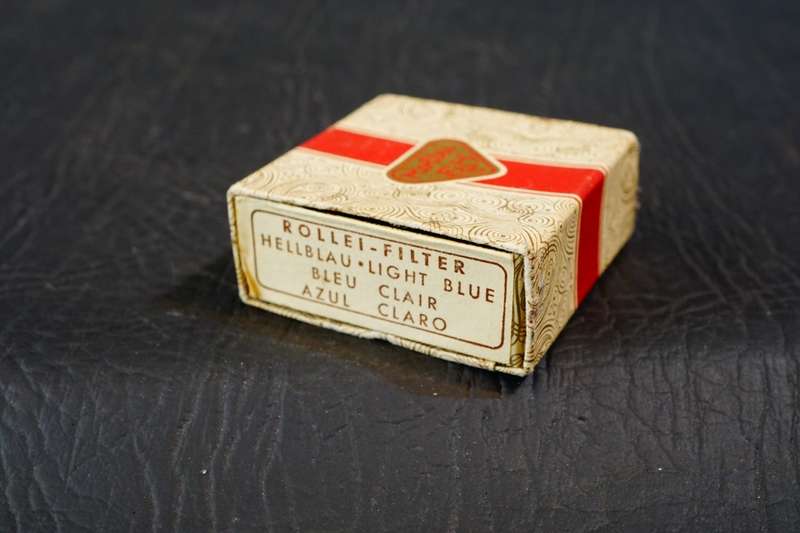 ROLLEI-FILTER
HELLBLAU • LIGHT BLUE
BLEU CLAIR
AZUL CLARO